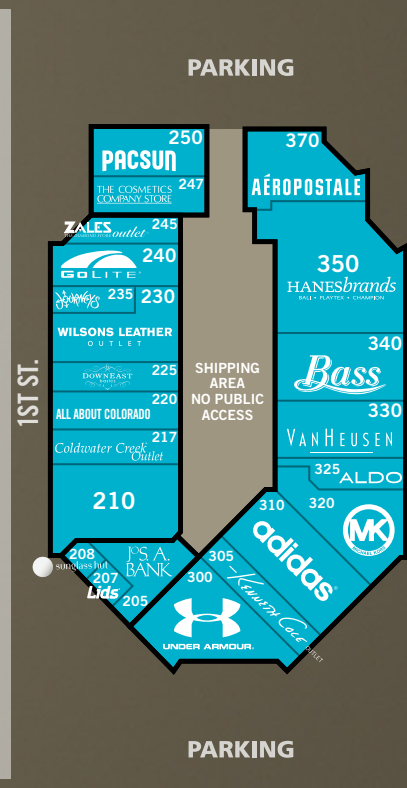 PARKING
250
PACSUN
THE COSMETICS
COMPANY STORE
247
ZALES outlet
245
240
GOLITE
JOURNEYS
235
230
WILSONS LEATHER
OUTLET
DOWNEAST
225
220
ALL ABOUT COLORADO
217
Coldwater Creek
Outlet
210
208
sunglass hut
207
Lids
205
JOS. A.
BANK
1ST ST.
SHIPPING
AREA
NO PUBLIC
ACCESS
370
AÉROPOSTALE
350
HANESbrands
BALI • PLAYTEX • CHAMPION
340
Bass
330
VANHEUSEN
325
ALDO
320
MK
MICHAEL KORS
310
adidas
305
KENNETH COLE
OUTLET
300
UNDER ARMOUR.
PARKING